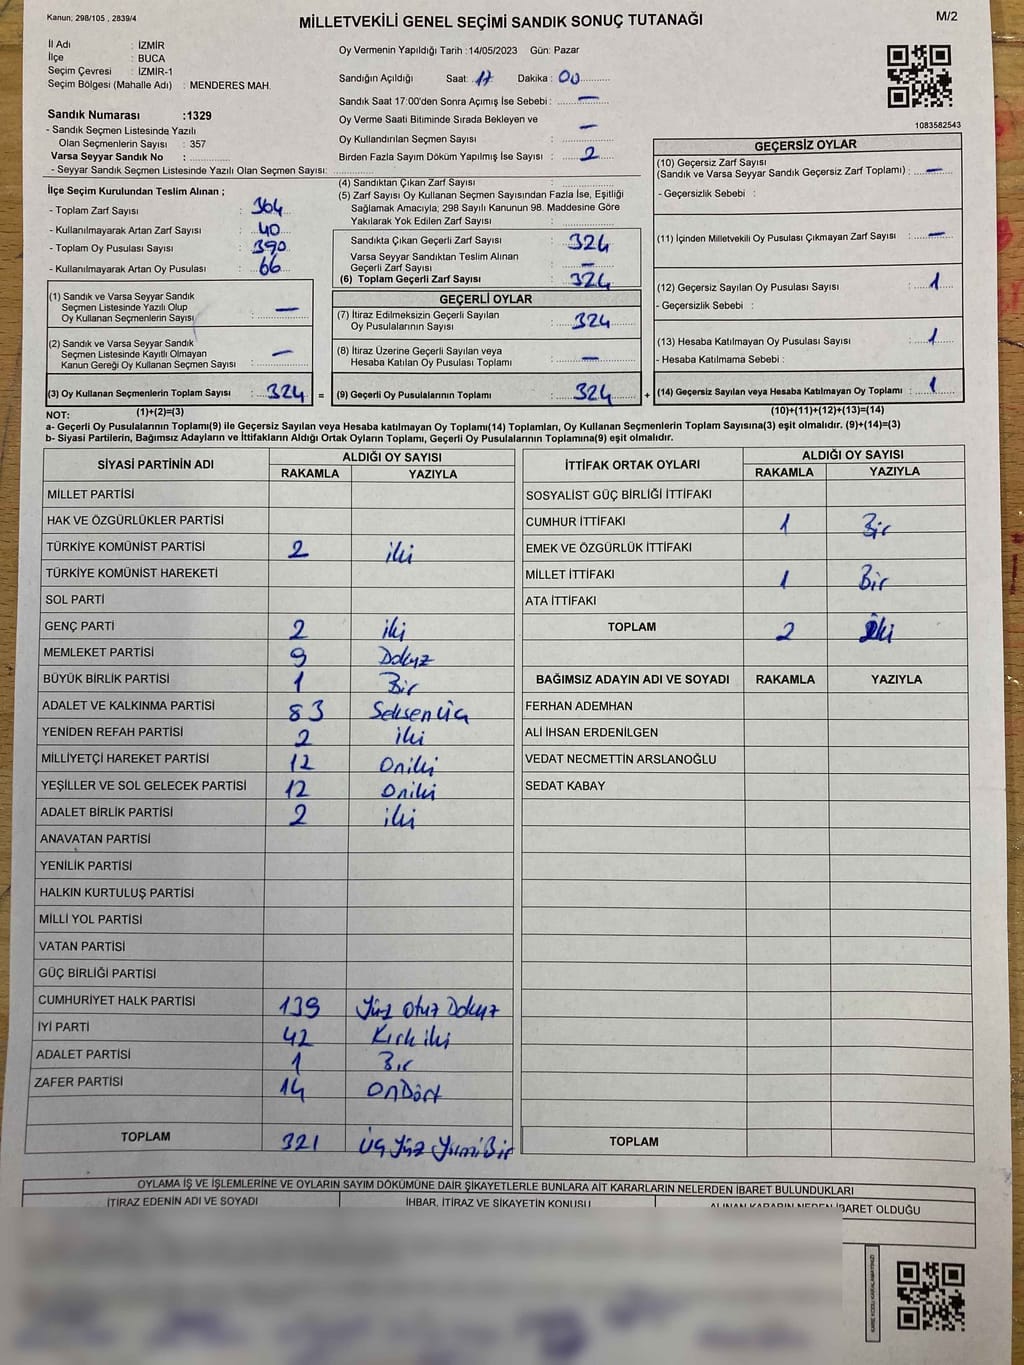 Kanun; 298/105 , 2839/4
MİLLETVEKİLİ GENEL SEÇİMİ SANDIK SONUÇ TUTANAĞI
M/2
İl Adı : İZMİR
İlçe : BUCA
Seçim Çevresi : İZMİR-1
Seçim Bölgesi (Mahalle Adı) : MENDERES MAH.
Sandık Numarası :1329
- Sandık Seçmen Listesinde Yazılı
Olan Seçmenlerin Sayısı : 357
Varsa Seyyar Sandık No :
- Seyyar Sandık Seçmen Listesinde Yazılı Olan Seçmen Sayısı:
Oy Vermenin Yapıldığı Tarih :14/05/2023 Gün: Pazar
Sandığın Açıldığı Saat: 17 Dakika : 00
Sandık Saat 17:00'den Sonra Açımış İse Sebebi : —
Oy Verme Saati Bitiminde Sırada Bekleyen ve
Oy Kullandırılan Seçmen Sayısı : —
Birden Fazla Sayım Döküm Yapılmış İse Sayısı : 2
1083582543
İlçe Seçim Kurulundan Teslim Alınan ;
- Toplam Zarf Sayısı : 364
- Kullanılmayarak Artan Zarf Sayısı : 40
- Toplam Oy Pusulası Sayısı : 390
- Kullanılmayarak Artan Oy Pusulası : 66
(1) Sandık ve Varsa Seyyar Sandık
Seçmen Listesinde Yazılı Olup
Oy Kullanan Seçmenlerin Sayısı : —
(2) Sandık ve Varsa Seyyar Sandık
Seçmen Listesinde Kayıtlı Olmayan
Kanun Gereği Oy Kullanan Seçmen Sayısı : —
(3) Oy Kullanan Seçmenlerin Toplam Sayısı : 324 =
(1)+(2)=(3)
(4) Sandıktan Çıkan Zarf Sayısı :
(5) Zarf Sayısı Oy Kullanan Seçmen Sayısından Fazla İse, Eşitliği
Sağlamak Amacıyla; 298 Sayılı Kanunun 98. Maddesine Göre
Yakılarak Yok Edilen Zarf Sayısı :
Sandıkta Çıkan Geçerli Zarf Sayısı : 324
Varsa Seyyar Sandıktan Teslim Alınan
Geçerli Zarf Sayısı : —
(6) Toplam Geçerli Zarf Sayısı : 324
GEÇERLİ OYLAR
(7) İtiraz Edilmeksizin Geçerli Sayılan
Oy Pusulalarının Sayısı : 324
(8) İtiraz Üzerine Geçerli Sayılan veya
Hesaba Katılan Oy Pusulası Toplamı : —
(9) Geçerli Oy Pusulalarının Toplamı : 324 +
GEÇERSİZ OYLAR
(10) Geçersiz Zarf Sayısı
(Sandık ve Varsa Seyyar Sandık Geçersiz Zarf Toplamı) : —
- Geçersizlik Sebebi :
(11) İçinden Milletvekili Oy Pusulası Çıkmayan Zarf Sayısı : —
(12) Geçersiz Sayılan Oy Pusulası Sayısı : 1
- Geçersizlik Sebebi :
(13) Hesaba Katılmayan Oy Pusulası Sayısı : 1
- Hesaba Katılmama Sebebi :
(14) Geçersiz Sayılan veya Hesaba Katılmayan Oy Toplamı : 1
(10)+(11)+(12)+(13)=(14)
NOT:
a- Geçerli Oy Pusulalarının Toplamı(9) ile Geçersiz Sayılan veya Hesaba katılmayan Oy Toplamı(14) Toplamları, Oy Kullanan Seçmenlerin Toplam Sayısına(3) eşit olmalıdır. (9)+(14)=(3)
b- Siyasi Partilerin, Bağımsız Adayların ve İttifakların Aldığı Ortak Oyların Toplamı, Geçerli Oy Pusulalarının Toplamına(9) eşit olmalıdır.
SİYASİ PARTİNİN ADI ALDIĞI OY SAYISI
RAKAMLA YAZIYLA
MİLLET PARTİSİ
HAK VE ÖZGÜRLÜKLER PARTİSİ
TÜRKİYE KOMÜNİST PARTİSİ 2 iki
TÜRKİYE KOMÜNİST HAREKETİ
SOL PARTİ
GENÇ PARTİ 2 iki
MEMLEKET PARTİSİ 9 Dokuz
BÜYÜK BİRLİK PARTİSİ 1 Bir
ADALET VE KALKINMA PARTİSİ 83 Seksen Üç
YENİDEN REFAH PARTİSİ 2 iki
MİLLİYETÇİ HAREKET PARTİSİ 12 Oniki
YEŞİLLER VE SOL GELECEK PARTİSİ 12 Oniki
ADALET BİRLİK PARTİSİ 2 iki
ANAVATAN PARTİSİ
YENİLİK PARTİSİ
HALKIN KURTULUŞ PARTİSİ
MİLLİ YOL PARTİSİ
VATAN PARTİSİ
GÜÇ BİRLİĞİ PARTİSİ
CUMHURİYET HALK PARTİSİ 139 Yüz otuz Dokuz
İYİ PARTİ 42 Kırk iki
ADALET PARTİSİ 1 Bir
ZAFER PARTİSİ 14 OnDört
TOPLAM 321 Üç Yüz YirmiBir
İTTİFAK ORTAK OYLARI ALDIĞI OY SAYISI
RAKAMLA YAZIYLA
SOSYALİST GÜÇ BİRLİĞİ İTTİFAKI
CUMHUR İTTİFAKI 1 Bir
EMEK VE ÖZGÜRLÜK İTTİFAKI
MİLLET İTTİFAKI 1 Bir
ATA İTTİFAKI
TOPLAM 2 iki
BAĞIMSIZ ADAYIN ADI VE SOYADI RAKAMLA YAZIYLA
FERHAN ADEMHAN
ALİ İHSAN ERDENİLGEN
VEDAT NECMETTİN ARSLANOĞLU
SEDAT KABAY
TOPLAM
OYLAMA İŞ VE İŞLEMLERİNE VE OYLARIN SAYIM DÖKÜMÜNE DAİR ŞİKAYETLERLE BUNLARA AİT KARARLARIN NELERDEN İBARET BULUNDUKLARI
İTİRAZ EDENİN ADI VE SOYADI İHBAR, İTİRAZ VE ŞİKAYETİN KONUSU ALINAN KARARIN NEDEN İBARET OLDUĞU